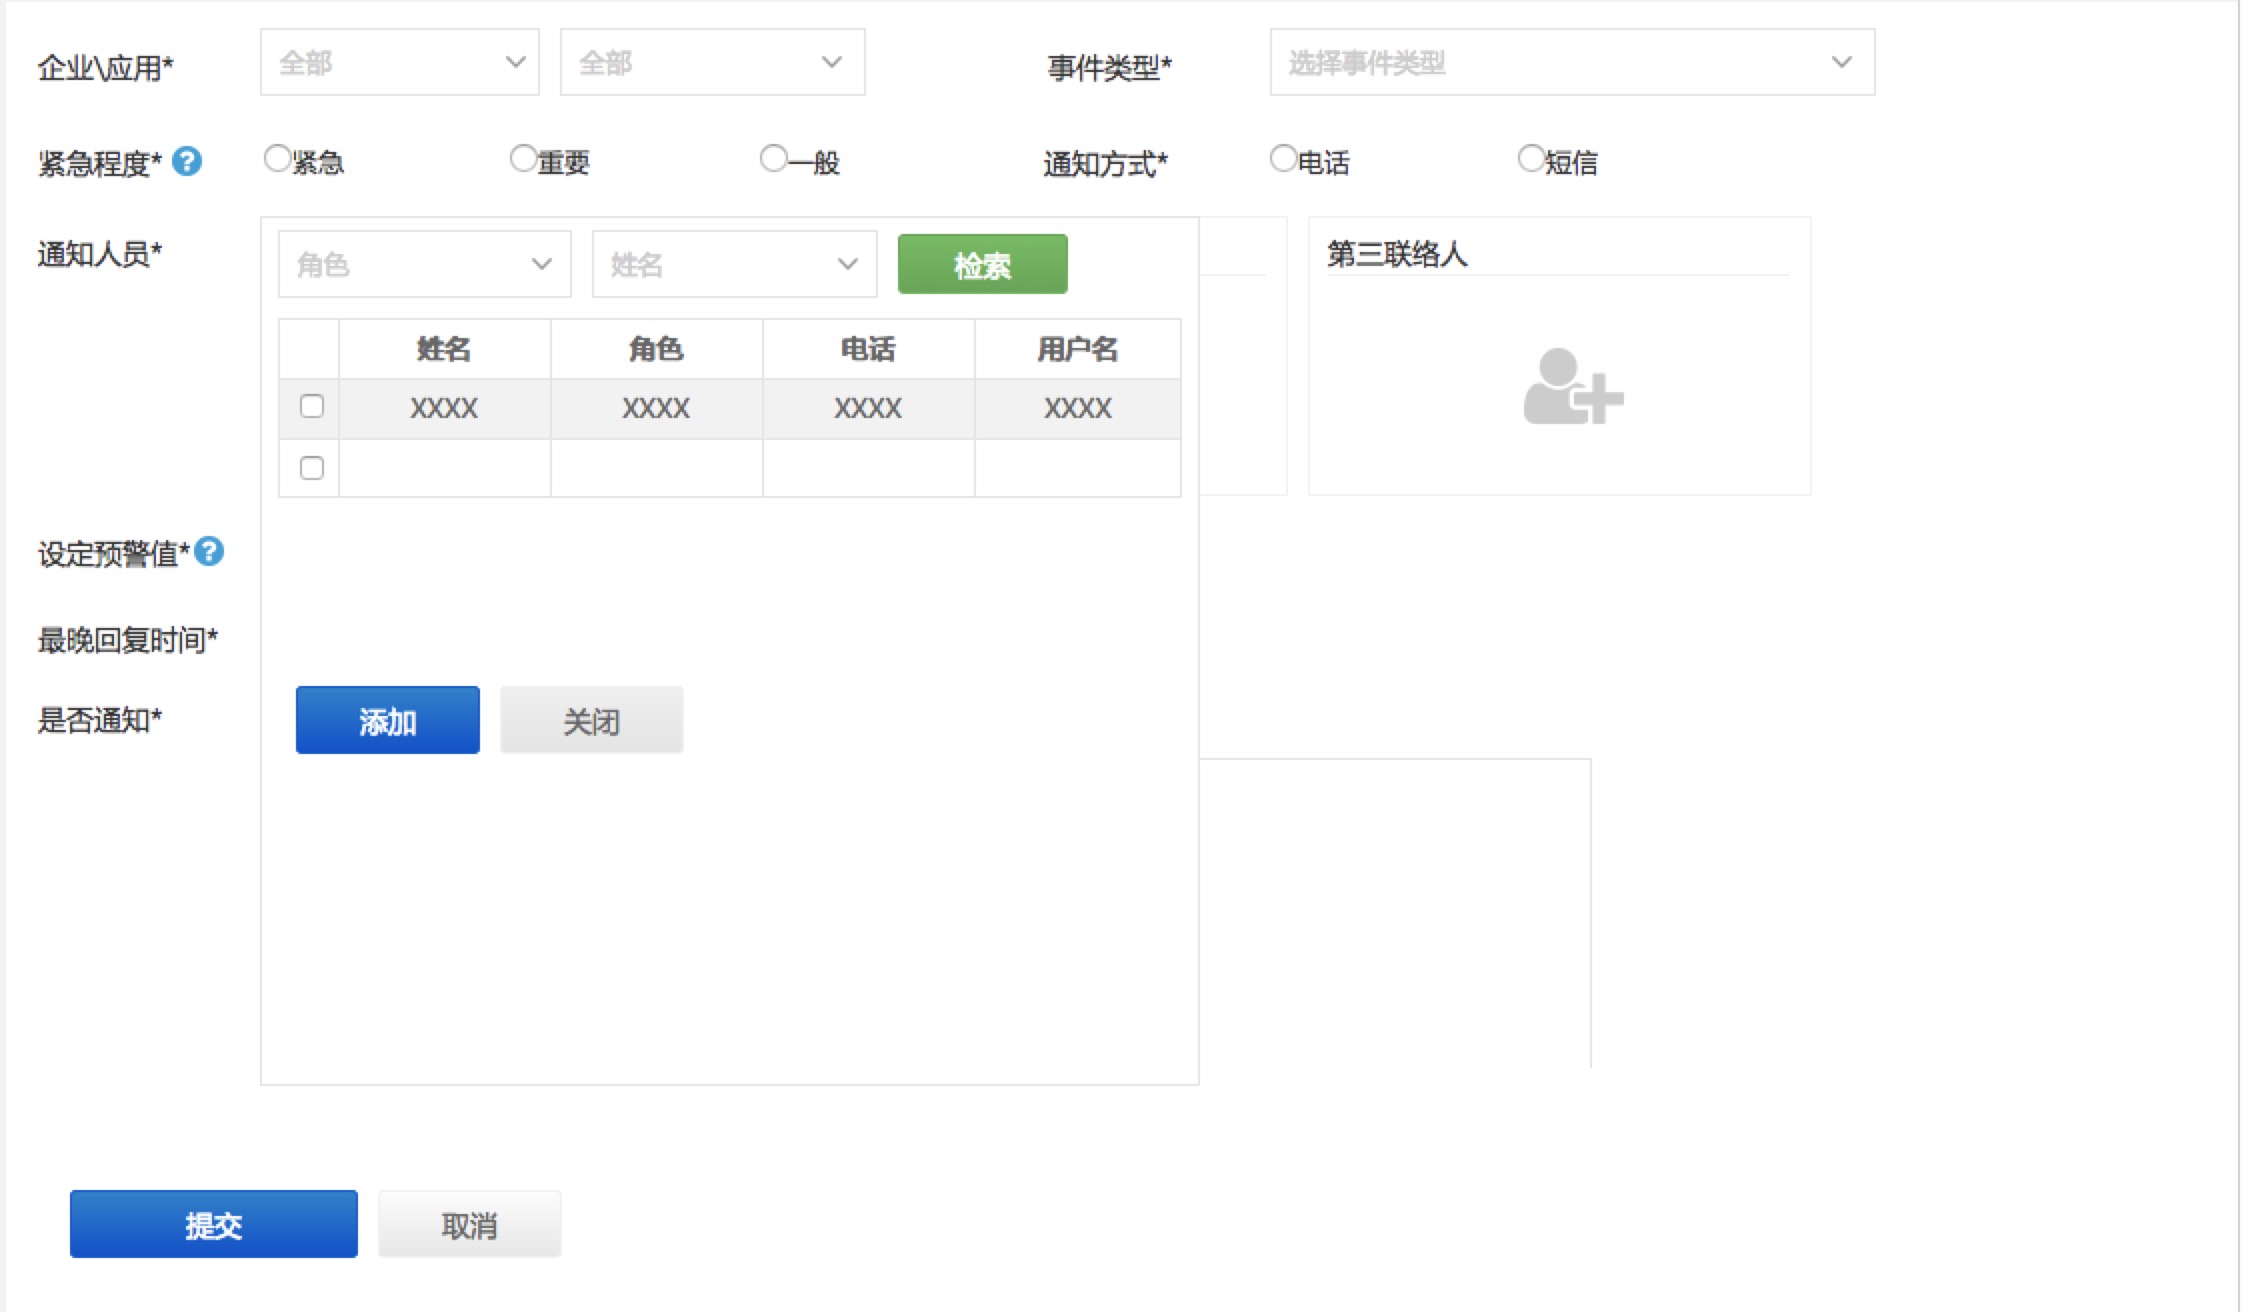 企业\应用* 全部 全部 事件类型* 选择事件类型
紧急程度* ? 紧急 重要 一般 通知方式* 电话 短信
通知人员* 角色 姓名 检索 第三联络人
姓名 角色 电话 用户名
XXXX XXXX XXXX XXXX
设定预警值* ?
最晚回复时间*
是否通知* 添加 关闭
提交 取消